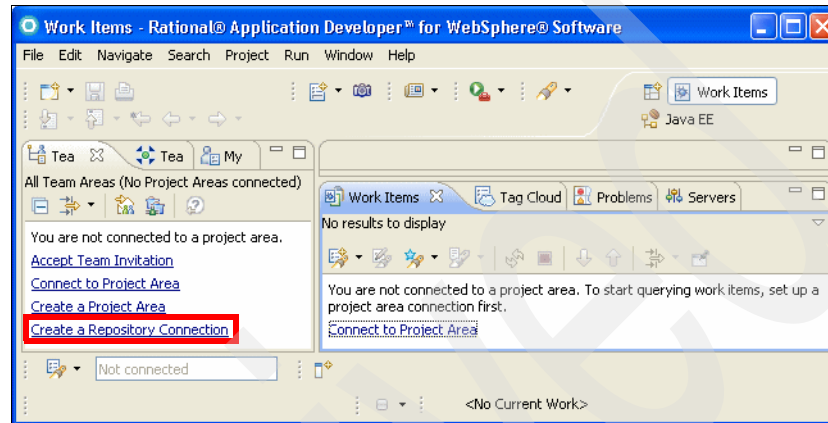 Work Items - Rational® Application Developer™ for WebSphere® Software
File Edit Navigate Search Project Run Window Help
Work Items
Java EE
Tea Tea My
All Team Areas (No Project Areas connected)
You are not connected to a project area.
Accept Team Invitation
Connect to Project Area
Create a Project Area
Create a Repository Connection
Work Items Tag Cloud Problems Servers
No results to display
You are not connected to a project area. To start querying work items, set up a
project area connection first.
Connect to Project Area
Not connected
<No Current Work>